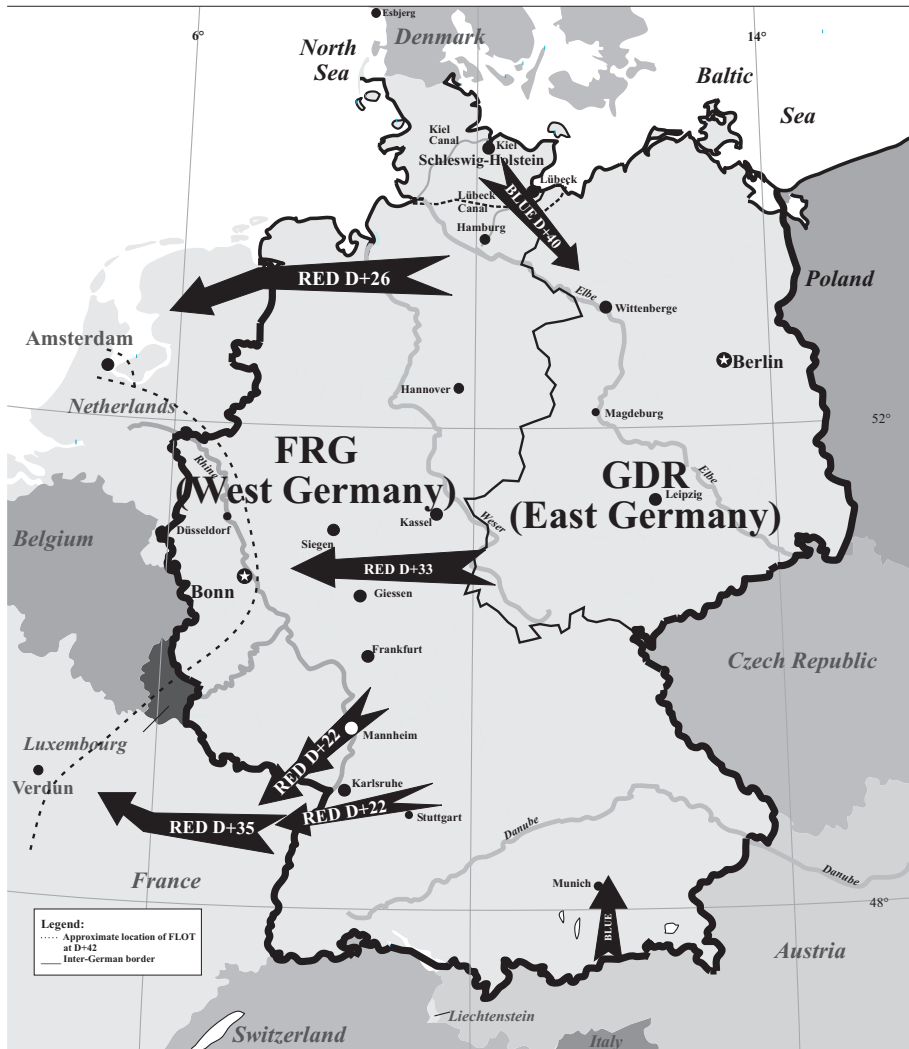 Esbjerg
6°
14°
North
Sea
Denmark
Baltic
Sea
Kiel
Canal
Kiel
Schleswig-Holstein
Lübeck
Lübeck
Canal
BLUE D+40
Hamburg
RED D+26
Poland
Elbe
Wittenberge
Amsterdam
Berlin
Hannover
Netherlands
Magdeburg
52°
FRG
(West Germany)
Rhine
GDR
(East Germany)
Elbe
Leipzig
Kassel
Weser
Düsseldorf
Siegen
Belgium
RED D+33
Bonn
Giessen
Frankfurt
Czech Republic
Luxembourg
Mannheim
RED D+22
Verdun
Karlsruhe
RED D+22
Stuttgart
RED D+35
Danube
Danube
France
Munich
48°
BLUE
Legend:
Approximate location of FLOT
at D+42
Inter-German border
Austria
Liechtenstein
Switzerland
Italy